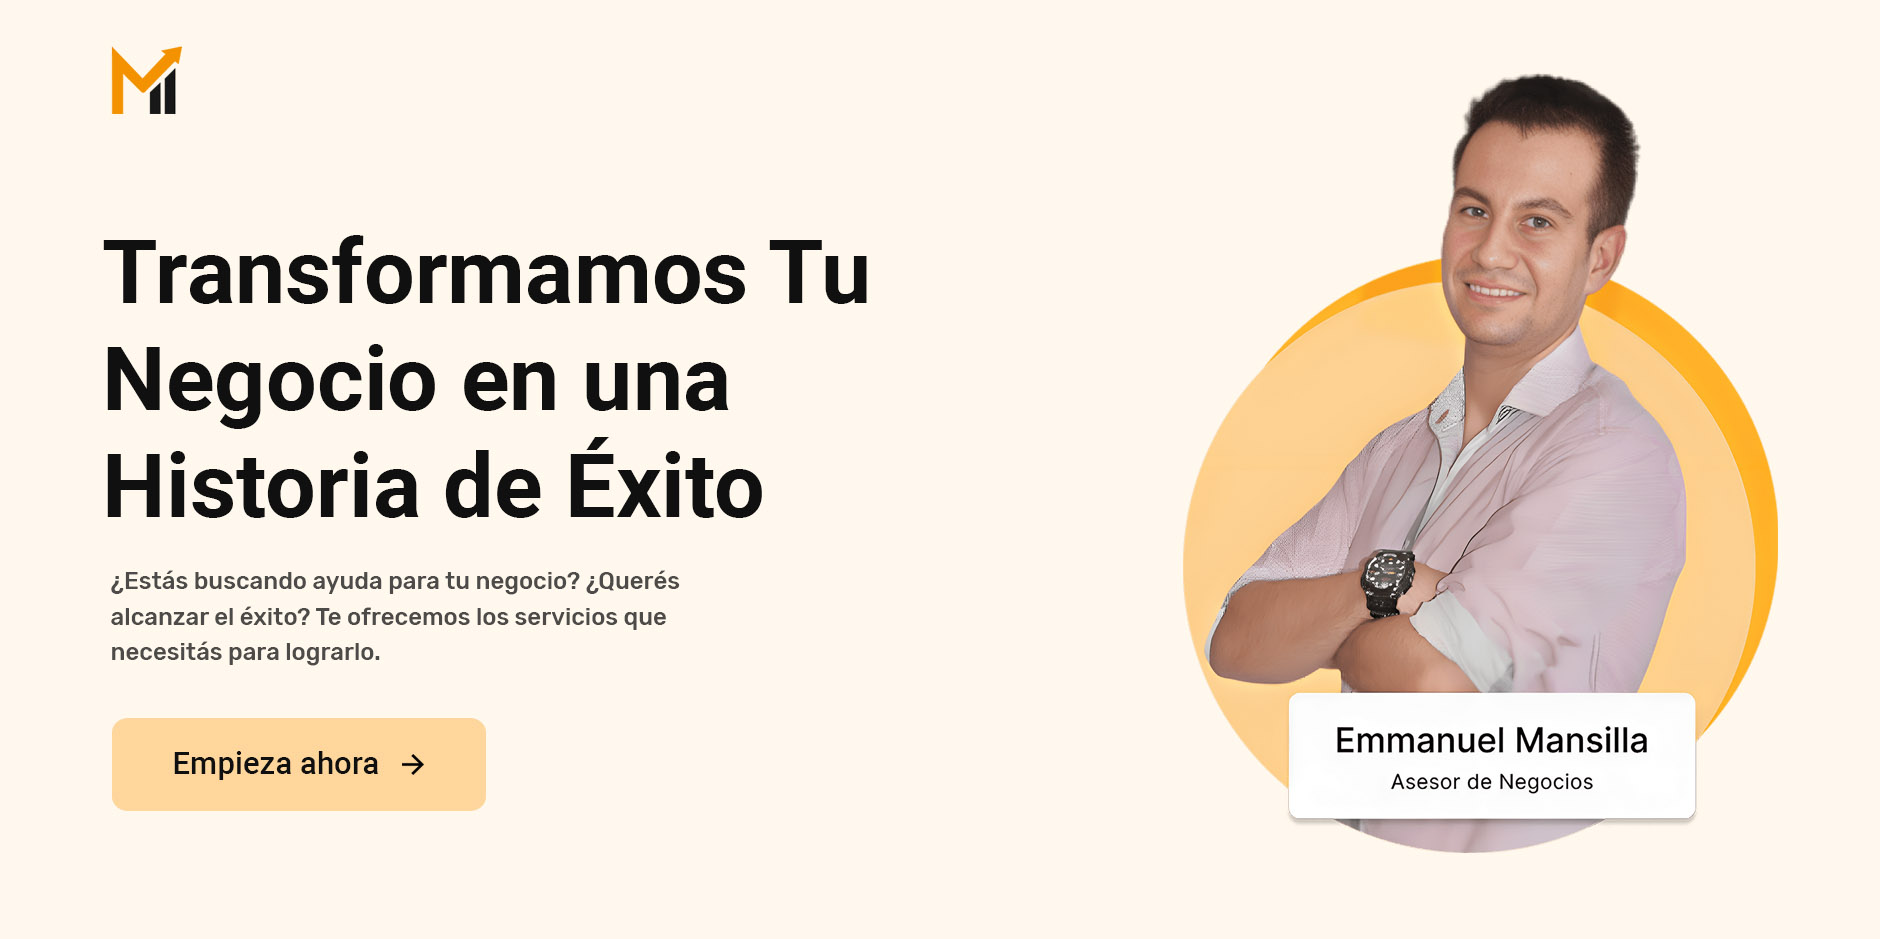 Transformamos Tu
Negocio en una
Historia de Éxito
¿Estás buscando ayuda para tu negocio? ¿Querés
alcanzar el éxito? Te ofrecemos los servicios que
necesitás para lograrlo.
Empieza ahora →
Emmanuel Mansilla
Asesor de Negocios